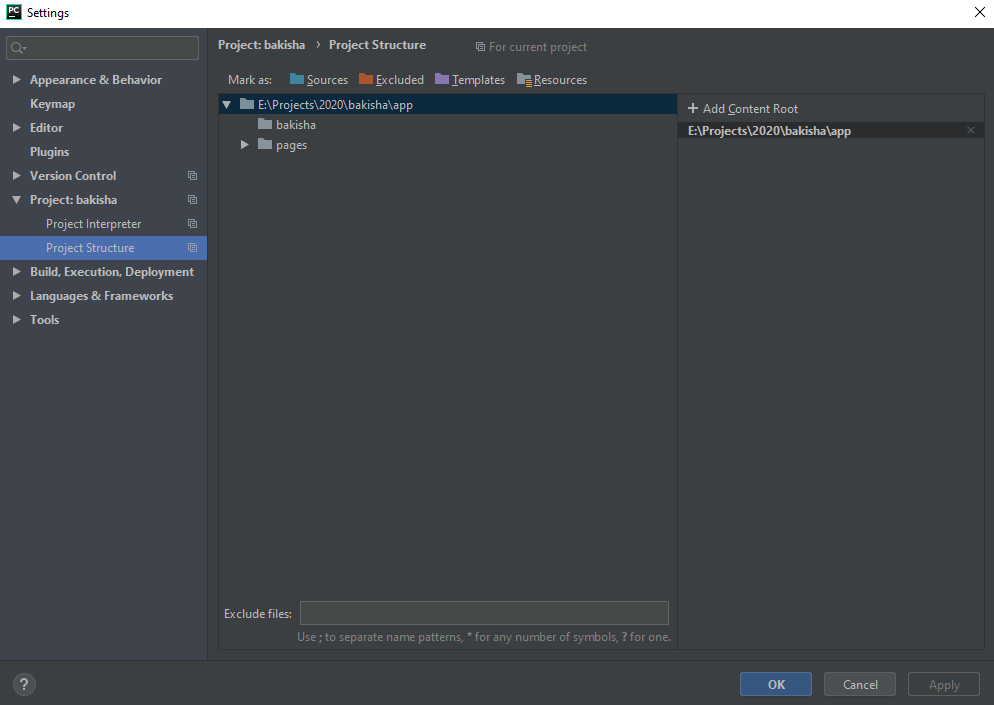 PC Settings
Project: bakisha › Project Structure For current project
Appearance & Behavior
Keymap
Editor
Plugins
Version Control
Project: bakisha
Project Interpreter
Project Structure
Build, Execution, Deployment
Languages & Frameworks
Tools
Mark as: Sources Excluded Templates Resources
E:\Projects\2020\bakisha\app
bakisha
pages
+ Add Content Root
E:\Projects\2020\bakisha\app
Exclude files:
Use ; to separate name patterns, * for any number of symbols, ? for one.
? OK Cancel Apply